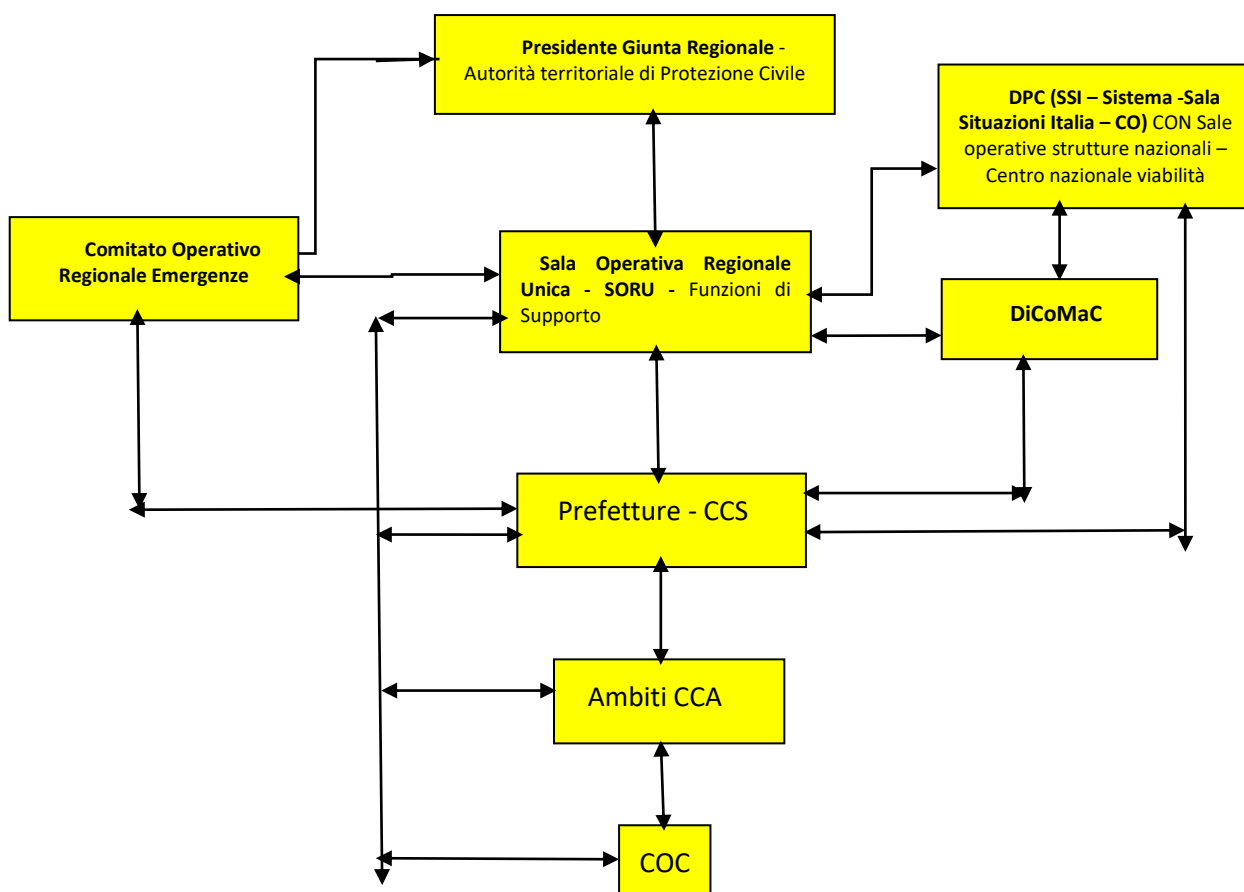 Presidente Giunta Regionale -
Autorità territoriale di Protezione Civile
DPC (SSI – Sistema -Sala
Situazioni Italia – CO) CON Sale
operative strutture nazionali –
Centro nazionale viabilità
Comitato Operativo
Regionale Emergenze
Sala Operativa Regionale
Unica - SORU - Funzioni di
Supporto
DiCoMaC
Prefetture - CCS
Ambiti CCA
COC